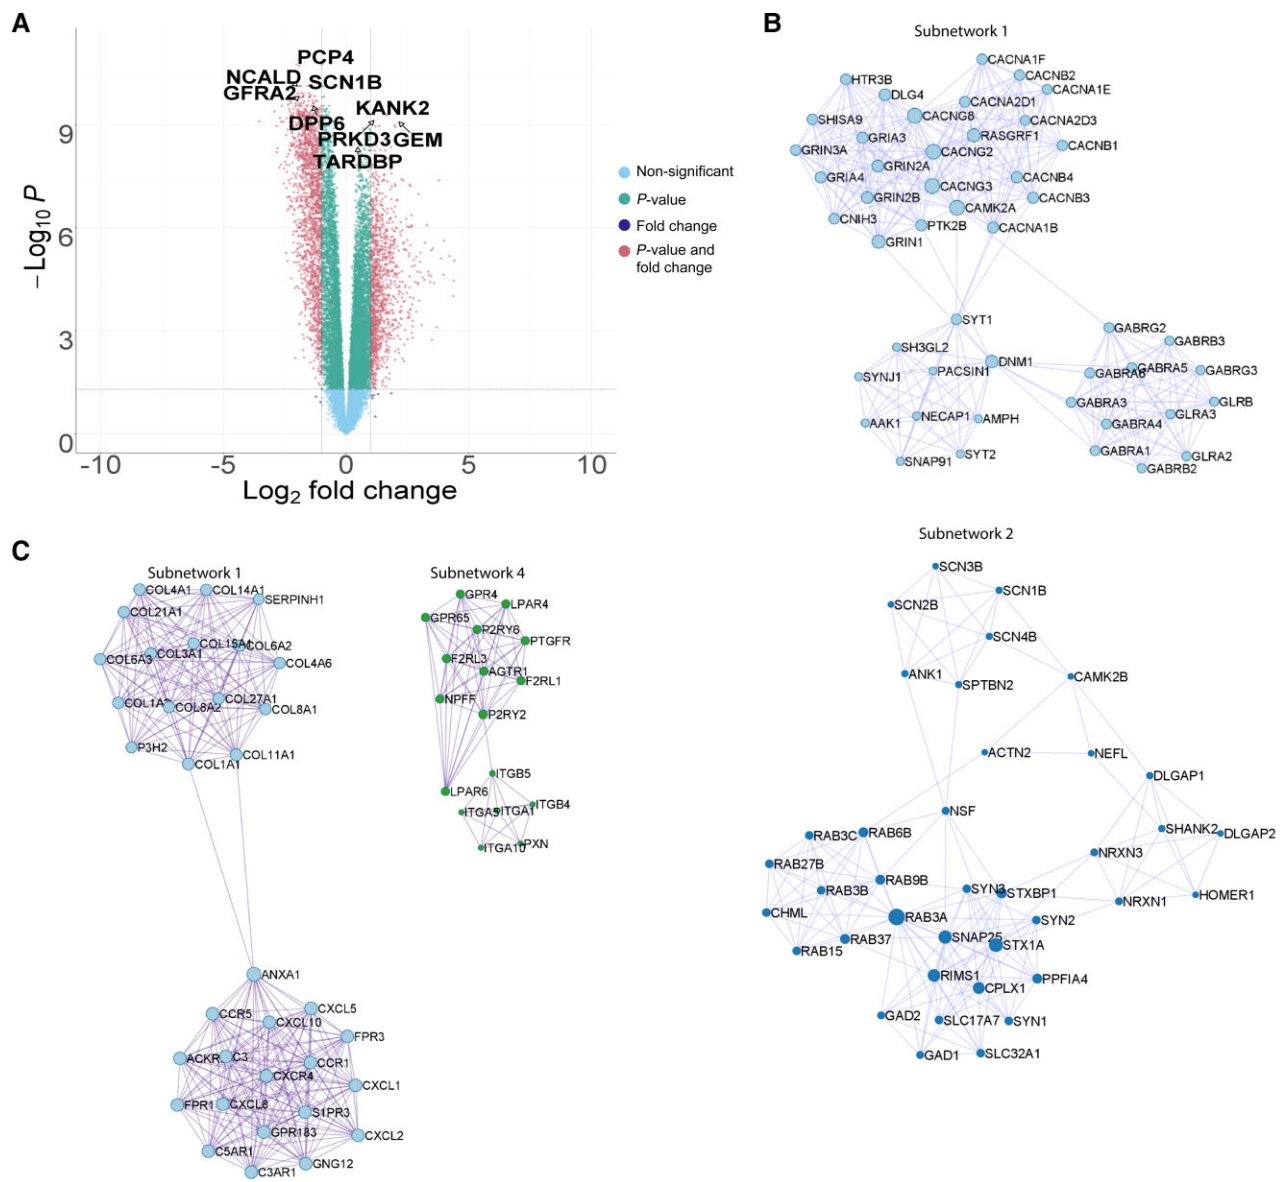 A
PCP4
NCALD
SCN1B
GFRA2
KANK2
DPP6
PRKD3
GEM
TARDBP
9
6
3
0
-10
-5
0
5
10
– Log10 P
Log2 fold change
Non-significant
P-value
Fold change
P-value and
fold change
B
Subnetwork 1
CACNA1F
HTR3B
CACNB2
DLG4
CACNA1E
CACNA2D1
SHISA9
CACNG8
CACNA2D3
GRIA3
RASGRF1
GRIN3A
CACNG2
CACNB1
GRIN2A
GRIA4
CACNB4
CACNG3
GRIN2B
CACNB3
CAMK2A
CNIH3
PTK2B
CACNA1B
GRIN1
SYT1
GABRG2
GABRB3
SH3GL2
DNM1
PACSIN1
GABRA5
GABRG3
SYNJ1
GABRA6
GABRA3
GLRB
NECAP1
AMPH
GLRA3
AAK1
GABRA4
GABRA1
SYT2
GLRA2
SNAP91
GABRB2
Subnetwork 2
SCN3B
SCN1B
SCN2B
SCN4B
ANK1
SPTBN2
CAMK2B
ACTN2
NEFL
DLGAP1
NSF
RAB3C
RAB6B
SHANK2
DLGAP2
NRXN3
RAB27B
RAB9B
RAB3B
SYN3
STXBP1
HOMER1
NRXN1
CHML
RAB3A
SYN2
RAB37
SNAP25
STX1A
RAB15
RIMS1
PPFIA4
CPLX1
GAD2
SLC17A7
SYN1
GAD1
SLC32A1
C
Subnetwork 1
COL4A1
COL14A1
SERPINH1
COL21A1
COL15A1
COL6A2
COL6A3
COL3A1
COL4A6
COL1A2
COL8A2
COL27A1
COL8A1
P3H2
COL11A1
COL1A1
ANXA1
CXCL5
CCR5
CXCL10
FPR3
ACKR
C3
CCR1
CXCR4
CXCL1
FPR1
CXCL6
S1PR3
GPR183
CXCL2
C5AR1
GNG12
C3AR1
Subnetwork 4
GPR4
LPAR4
GPR65
P2RY6
PTGFR
F2RL3
AGTR1
F2RL1
NPFF
P2RY2
ITGB5
LPAR6
ITGB4
ITGA5
ITGA1
PXN
ITGA10